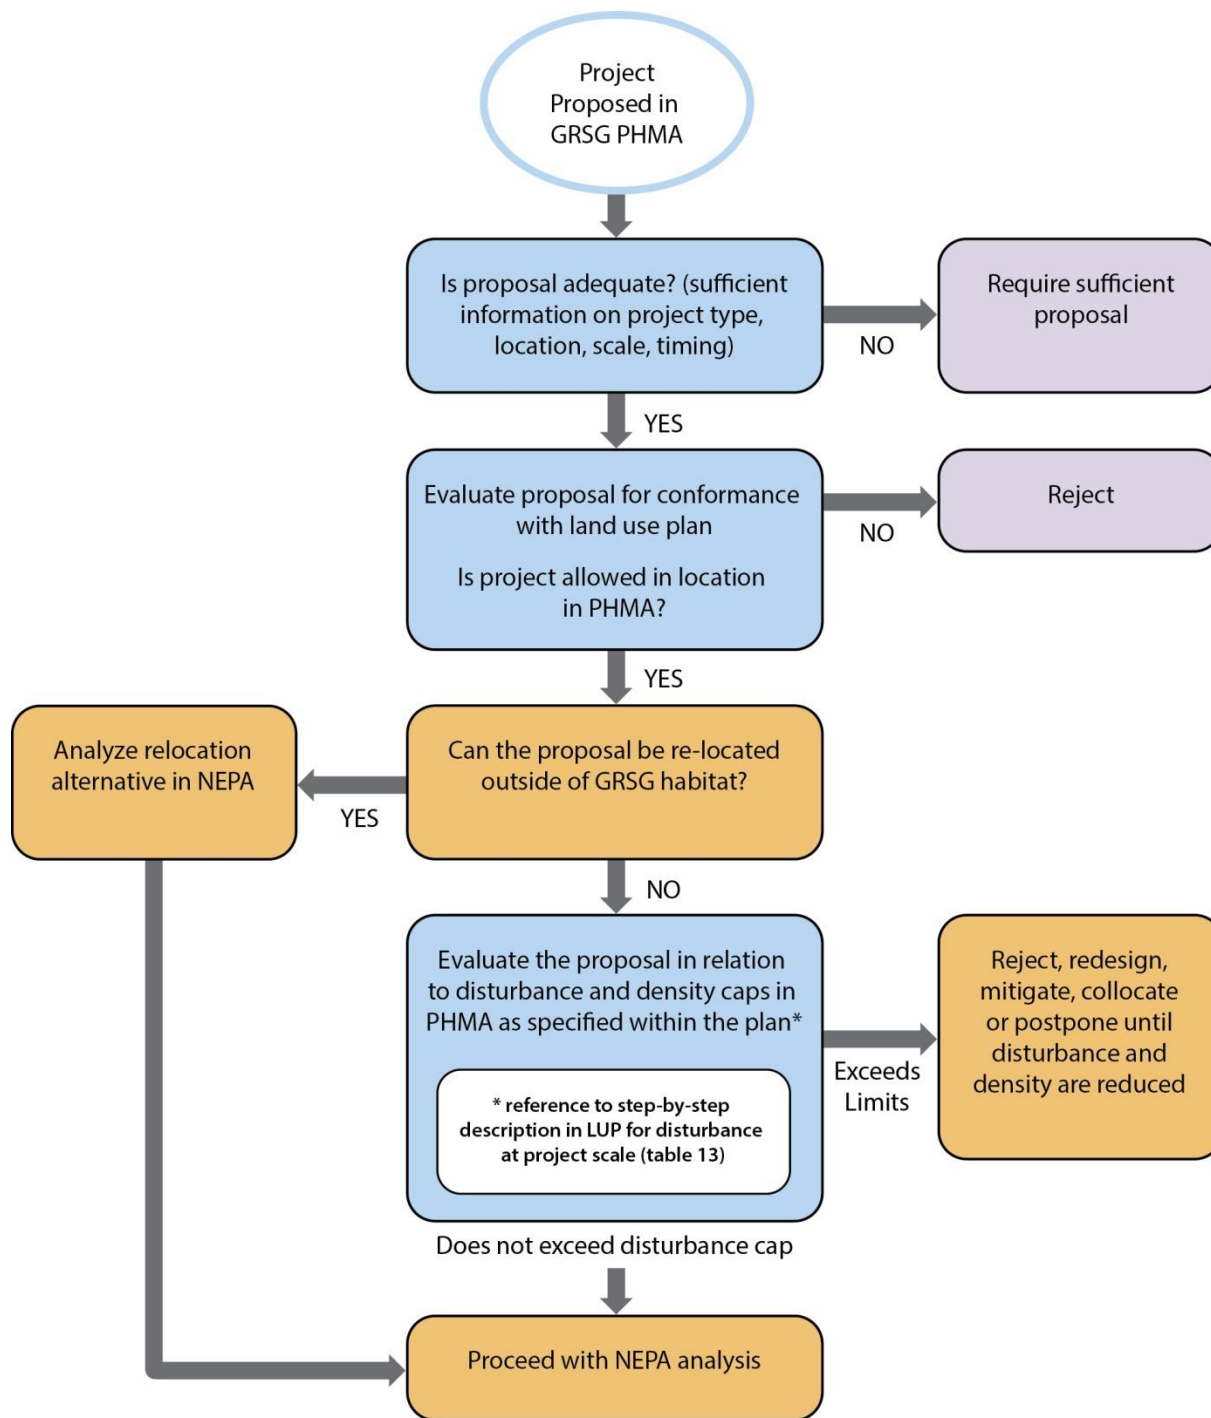 Project
Proposed in
GRSG PHMA
Is proposal adequate? (sufficient
information on project type,
location, scale, timing)
NO
Require sufficient
proposal
YES
Evaluate proposal for conformance
with land use plan
Is project allowed in location
in PHMA?
NO
Reject
YES
Can the proposal be re-located
outside of GRSG habitat?
YES
Analyze relocation
alternative in NEPA
NO
Evaluate the proposal in relation
to disturbance and density caps in
PHMA as specified within the plan*
* reference to step-by-step
description in LUP for disturbance
at project scale (table 13)
Exceeds
Limits
Reject, redesign,
mitigate, collocate
or postpone until
disturbance and
density are reduced
Does not exceed disturbance cap
Proceed with NEPA analysis